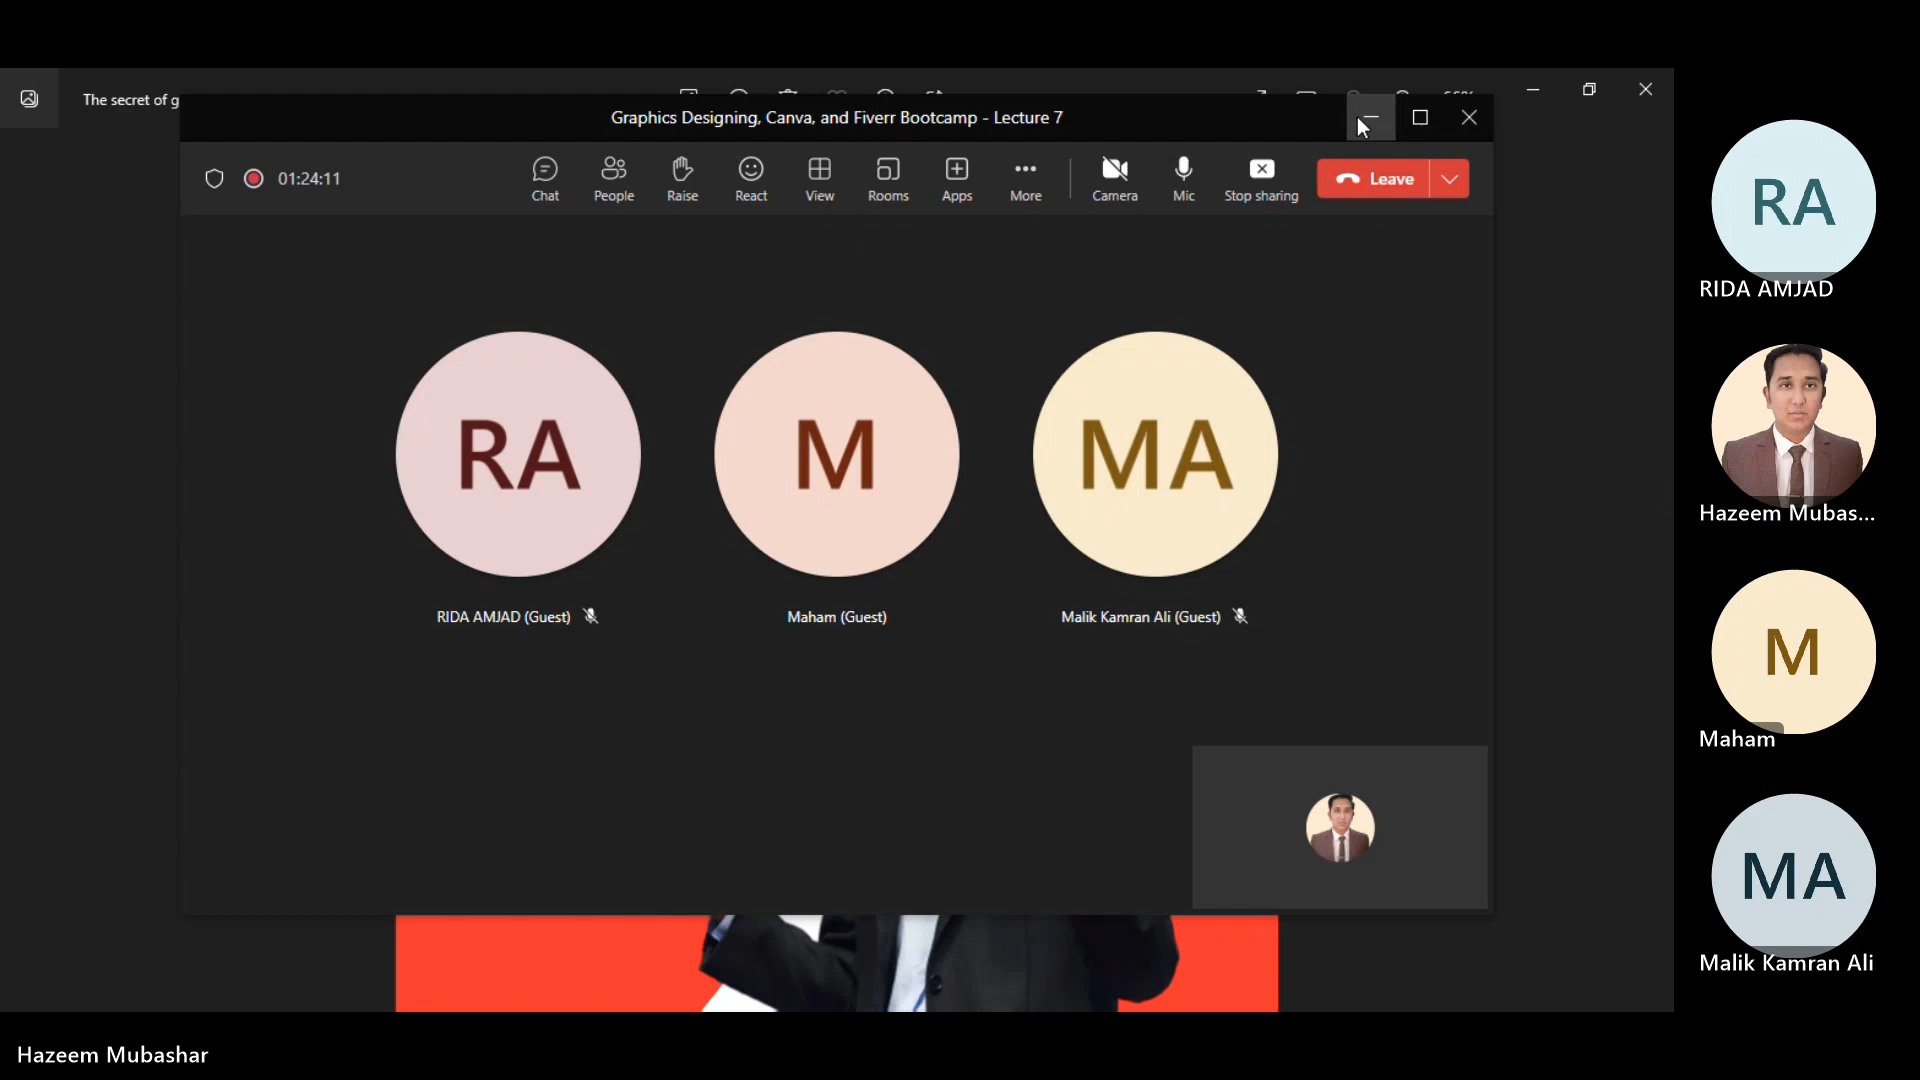 The secret of g
Graphics Designing, Canva, and Fiverr Bootcamp - Lecture 7
01:24:11
Chat
People
Raise
React
View
Rooms
Apps
More
Camera
Mic
Stop sharing
Leave
RA
M
MA
RIDA AMJAD (Guest)
Maham (Guest)
Malik Kamran Ali (Guest)
RA
RIDA AMJAD
Hazeem Mubas...
M
Maham
MA
Malik Kamran Ali
Hazeem Mubashar